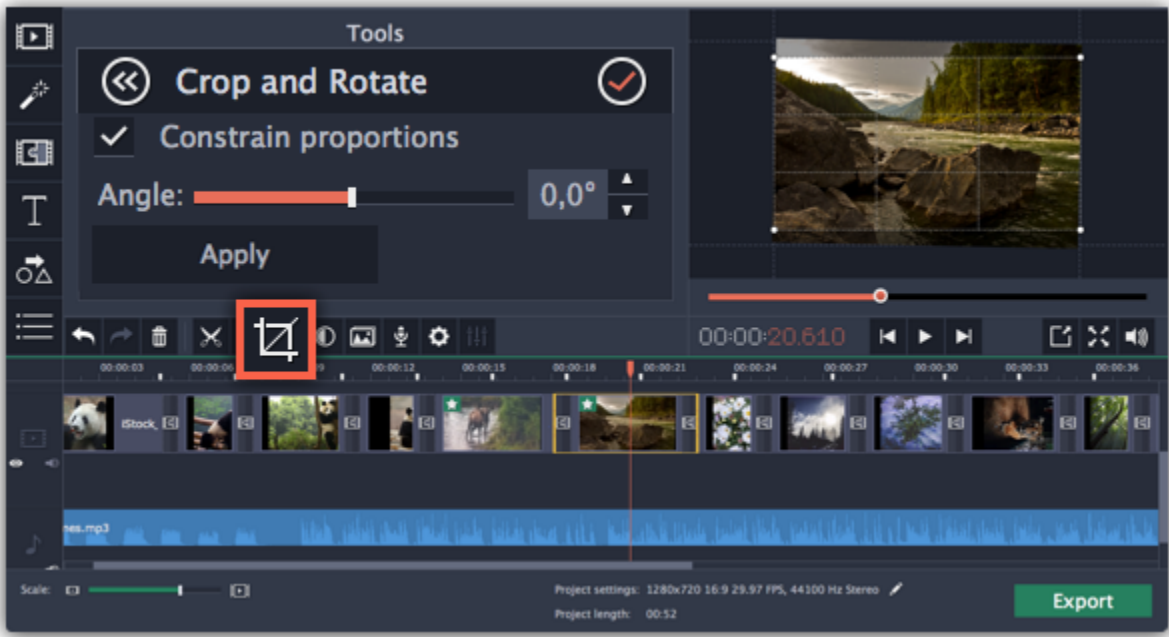 Tools
Crop and Rotate
Constrain proportions
Angle:
0,0°
Apply
T
00:00:20.610
00:00:03
00:00:06
00:00:12
00:00:15
00:00:18
00:00:21
00:00:24
00:00:27
00:00:30
00:00:33
00:00:36
iStock,
nes.mp3
Scale:
Project settings: 1280x720 16:9 29.97 FPS, 44100 Hz Stereo
Project length: 00:52
Export